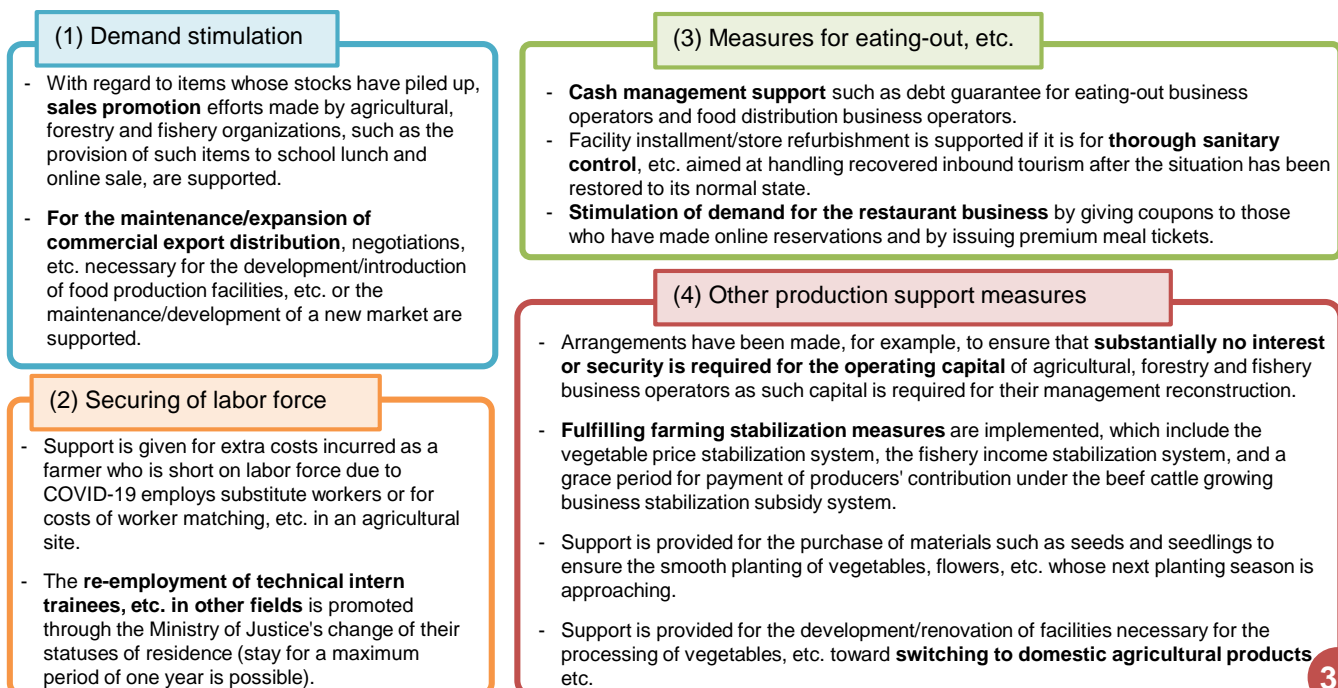 (1) Demand stimulation
- With regard to items whose stocks have piled up,
sales promotion efforts made by agricultural,
forestry and fishery organizations, such as the
provision of such items to school lunch and
online sale, are supported.
- For the maintenance/expansion of
commercial export distribution, negotiations,
etc. necessary for the development/introduction
of food production facilities, etc. or the
maintenance/development of a new market are
supported.
(2) Securing of labor force
- Support is given for extra costs incurred as a
farmer who is short on labor force due to
COVID-19 employs substitute workers or for
costs of worker matching, etc. in an agricultural
site.
- The re-employment of technical intern
trainees, etc. in other fields is promoted
through the Ministry of Justice's change of their
statuses of residence (stay for a maximum
period of one year is possible).
(3) Measures for eating-out, etc.
- Cash management support such as debt guarantee for eating-out business
operators and food distribution business operators.
- Facility installment/store refurbishment is supported if it is for thorough sanitary
control, etc. aimed at handling recovered inbound tourism after the situation has been
restored to its normal state.
- Stimulation of demand for the restaurant business by giving coupons to those
who have made online reservations and by issuing premium meal tickets.
(4) Other production support measures
- Arrangements have been made, for example, to ensure that substantially no interest
or security is required for the operating capital of agricultural, forestry and fishery
business operators as such capital is required for their management reconstruction.
- Fulfilling farming stabilization measures are implemented, which include the
vegetable price stabilization system, the fishery income stabilization system, and a
grace period for payment of producers' contribution under the beef cattle growing
business stabilization subsidy system.
- Support is provided for the purchase of materials such as seeds and seedlings to
ensure the smooth planting of vegetables, flowers, etc. whose next planting season is
approaching.
- Support is provided for the development/renovation of facilities necessary for the
processing of vegetables, etc. toward switching to domestic agricultural products
etc.
3